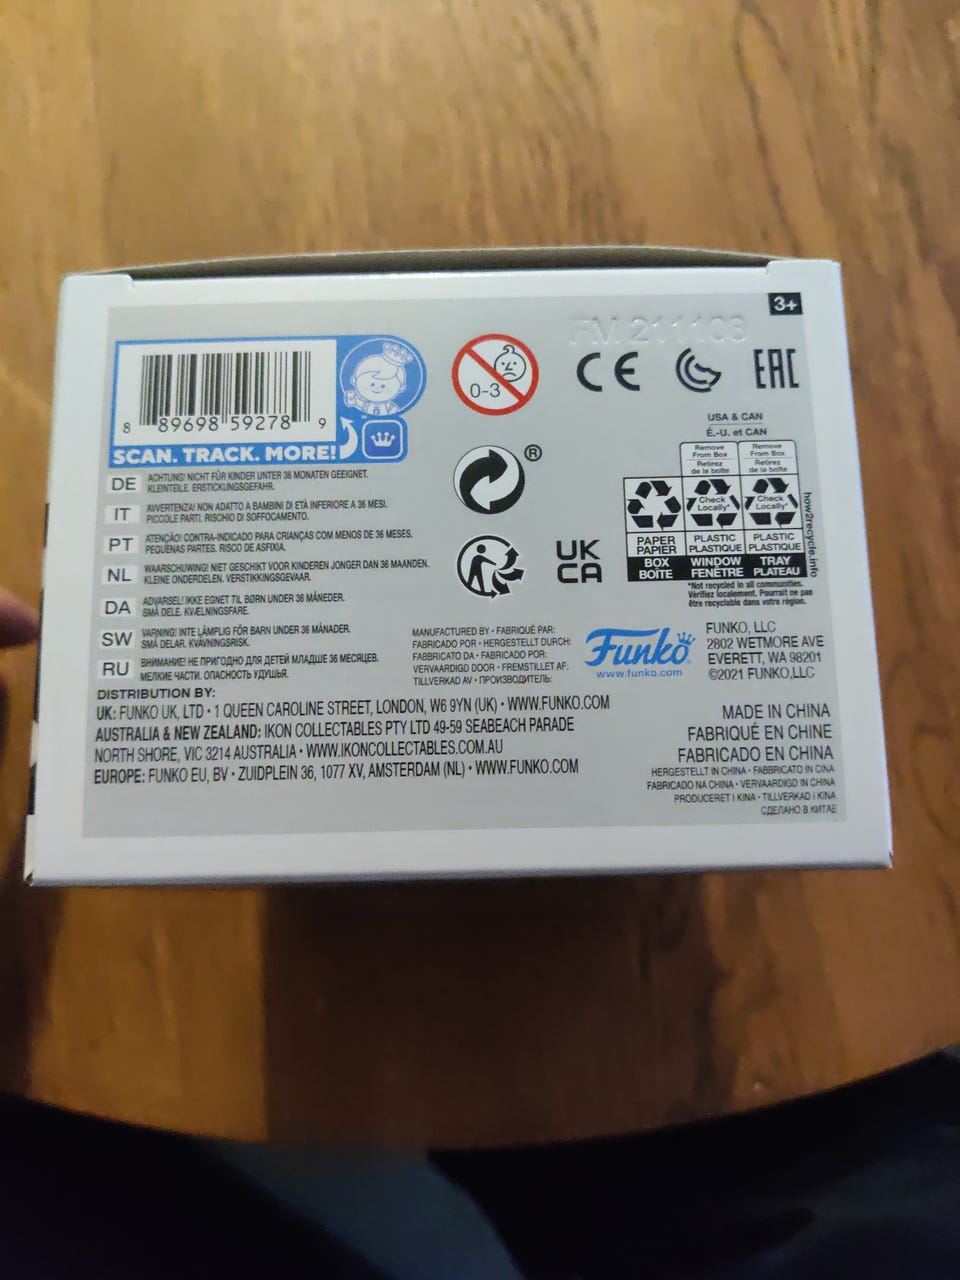 3+
FM 211103
8 89698 59278 9
SCAN. TRACK. MORE!
0-3
CE
EAC
®
UK
CA
USA & CAN
É.-U. et CAN
Remove
From Box
Retirez
de la boîte
Remove
From Box
Retirez
de la boîte
Check
Locally*
Check
Locally*
PAPER
PAPIER
PLASTIC
PLASTIQUE
PLASTIC
PLASTIQUE
BOX
BOÎTE
WINDOW
FENÊTRE
TRAY
PLATEAU
how2recycle.info
*Not recycled in all communities.
Vérifiez localement. Pourrait ne pas
être recyclable dans votre région.
DE ACHTUNG! NICHT FÜR KINDER UNTER 36 MONATEN GEEIGNET.
KLEINTEILE. ERSTICKUNGSGEFAHR.
IT AVVERTENZA! NON ADATTO A BAMBINI DI ETÀ INFERIORE A 36 MESI.
PICCOLE PARTI. RISCHIO DI SOFFOCAMENTO.
PT ATENÇÃO! CONTRA-INDICADO PARA CRIANÇAS COM MENOS DE 36 MESES.
PEQUENAS PARTES. RISCO DE ASFIXIA.
NL WAARSCHUWING! NIET GESCHIKT VOOR KINDEREN JONGER DAN 36 MAANDEN.
KLEINE ONDERDELEN. VERSTIKKINGSGEVAAR.
DA ADVARSEL! IKKE EGNET TIL BØRN UNDER 36 MÅNEDER.
SMÅ DELE. KVÆLNINGSFARE.
SW VARNING! INTE LÄMPLIG FÖR BARN UNDER 36 MÅNADER.
SMÅ DELAR. KVÄVNINGSRISK.
RU ВНИМАНИЕ! НЕ ПРИГОДНО ДЛЯ ДЕТЕЙ МЛАДШЕ 36 МЕСЯЦЕВ.
МЕЛКИЕ ЧАСТИ. ОПАСНОСТЬ УДУШЬЯ.
MANUFACTURED BY • FABRIQUÉ PAR:
FABRICADO POR • HERGESTELLT DURCH:
FABBRICATO DA • FABRICADO POR:
VERVAARDIGD DOOR • FREMSTILLET AF:
TILLVERKAD AV • ПРОИЗВОДИТЕЛЬ:
Funko
www.funko.com
FUNKO, LLC
2802 WETMORE AVE
EVERETT, WA 98201
©2021 FUNKO,LLC
DISTRIBUTION BY:
UK: FUNKO UK, LTD • 1 QUEEN CAROLINE STREET, LONDON, W6 9YN (UK) • WWW.FUNKO.COM
AUSTRALIA & NEW ZEALAND: IKON COLLECTABLES PTY LTD 49-59 SEABEACH PARADE
NORTH SHORE, VIC 3214 AUSTRALIA • WWW.IKONCOLLECTABLES.COM.AU
EUROPE: FUNKO EU, BV • ZUIDPLEIN 36, 1077 XV, AMSTERDAM (NL) • WWW.FUNKO.COM
MADE IN CHINA
FABRIQUÉ EN CHINE
FABRICADO EN CHINA
HERGESTELLT IN CHINA • FABBRICATO IN CINA
FABRICADO NA CHINA • VERVAARDIGD IN CHINA
PRODUCERET I KINA • TILLVERKAD I KINA
СДЕЛАНО В КИТАЕ